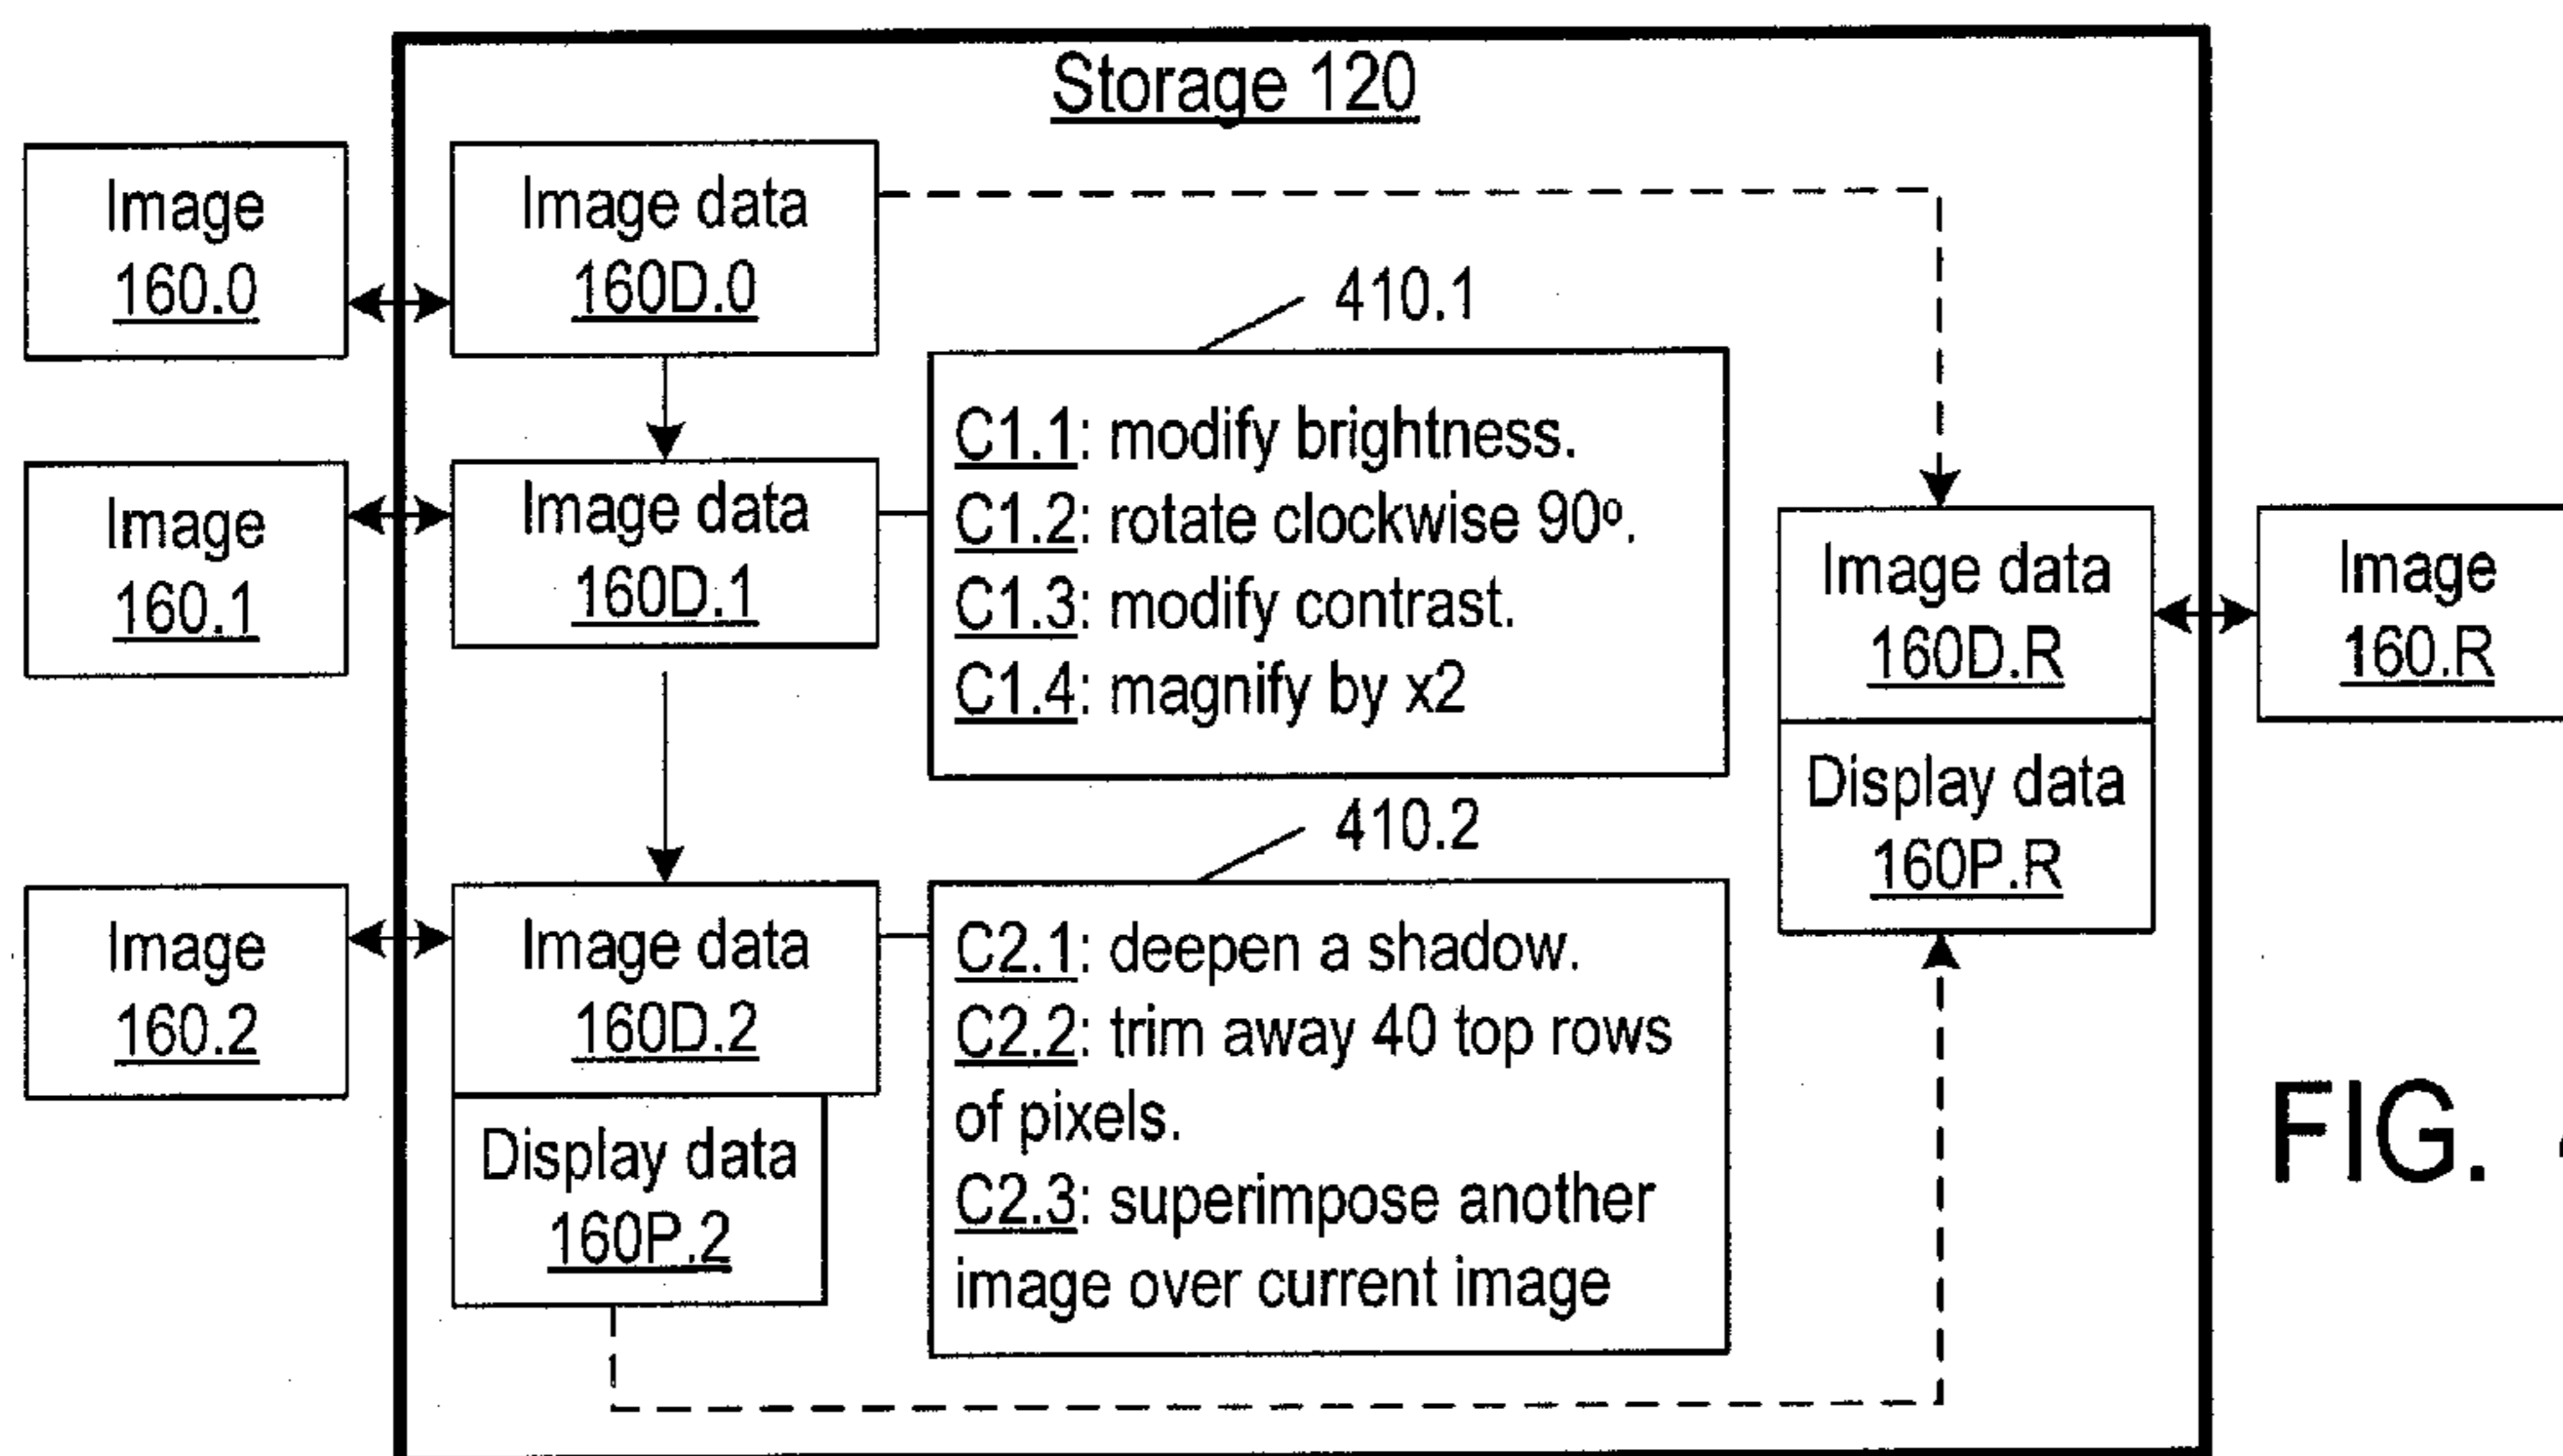 Storage 120
Image
160.0
Image data
160D.0
410.1
Image
160.1
Image data
160D.1
C1.1: modify brightness.
C1.2: rotate clockwise 90º.
C1.3: modify contrast.
C1.4: magnify by x2
Image data
160D.R
Display data
160P.R
Image
160.R
410.2
Image
160.2
Image data
160D.2
Display data
160P.2
C2.1: deepen a shadow.
C2.2: trim away 40 top rows
of pixels.
C2.3: superimpose another
image over current image
FIG.